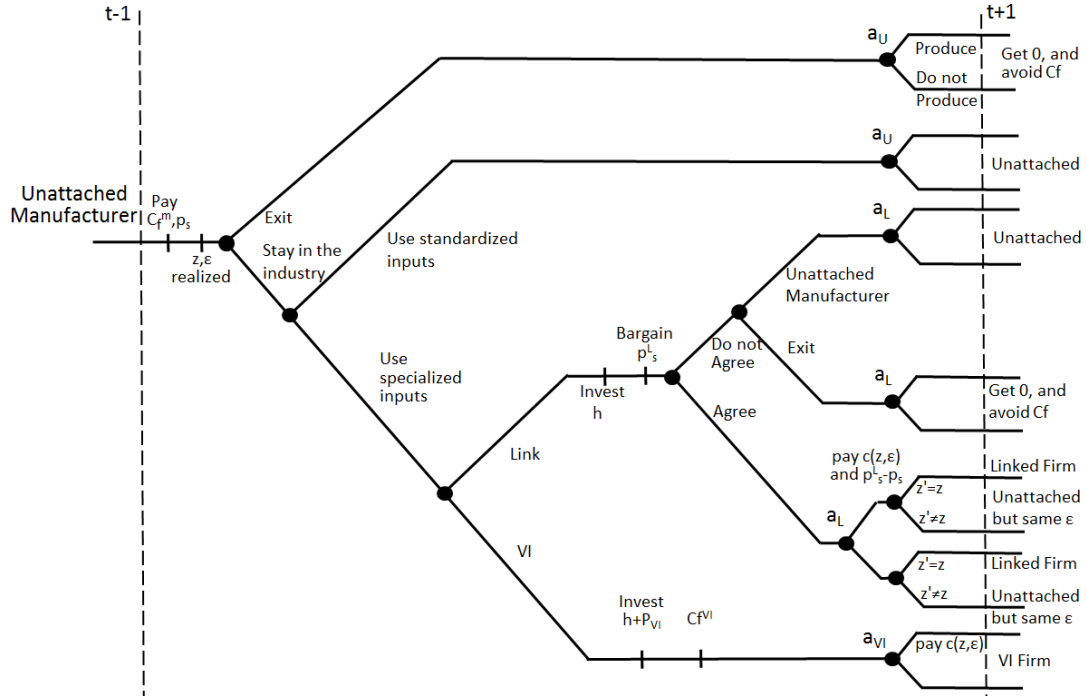 t-1
t+1
a_U
Produce
Do not
Produce
Get 0, and
avoid Cf
a_U
Unattached
Unattached
Manufacturer
Pay
C_f^m,p_s
z,ε
realized
Exit
Stay in the
industry
Use standardized
inputs
a_L
Unattached
Unattached
Manufacturer
Bargain
p^L_s
Do not
Agree
Exit
Use
specialized
inputs
Invest
h
Agree
a_L
Get 0, and
avoid Cf
Link
pay c(z,ε)
and p^L_s-p_s
a_L
z'=z
z'≠z
Linked Firm
Unattached
but same ε
z'=z
z'≠z
Linked Firm
Unattached
but same ε
VI
Invest
h+P_VI
Cf^VI
a_VI
pay c(z,ε)
VI Firm